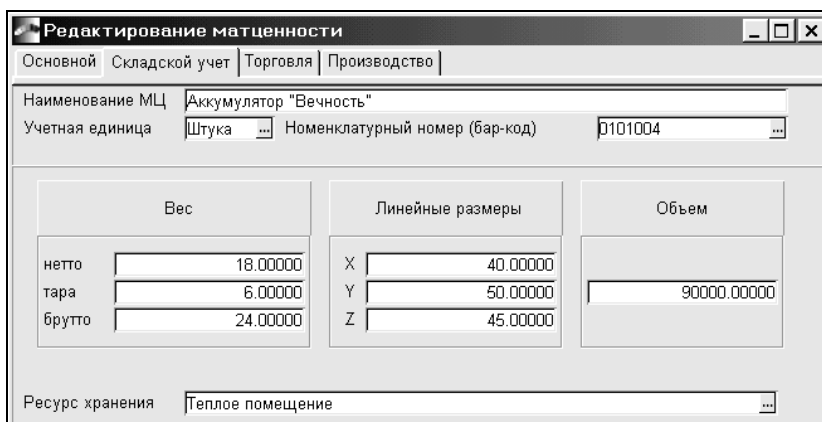 Редактирование матценности
Основной Складской учет Торговля Производство
Наименование МЦ Аккумулятор "Вечность"
Учетная единица Штука ... Номенклатурный номер (бар-код) 0101004 ...
Вес Линейные размеры Объем
нетто 18.00000 X 40.00000
тара 6.00000 Y 50.00000 90000.00000
брутто 24.00000 Z 45.00000
Ресурс хранения Теплое помещение ...